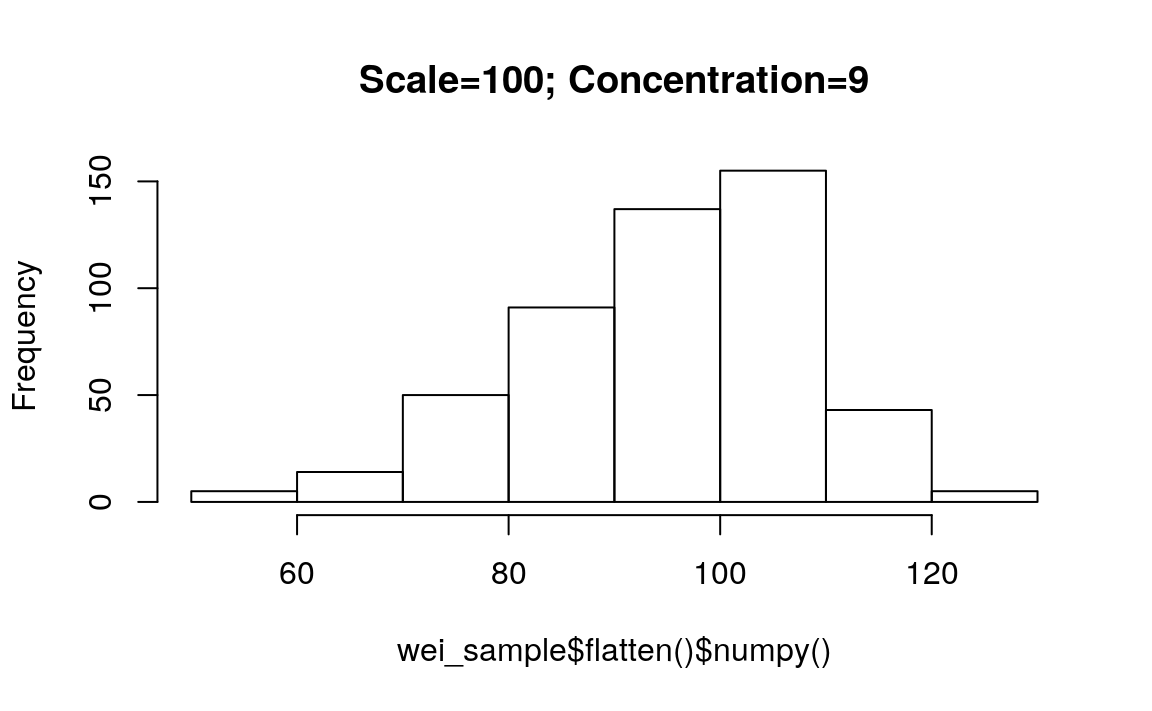 Scale=100; Concentration=9
Frequency
150
100
50
0
60 80 100 120
wei_sample$flatten()$numpy()